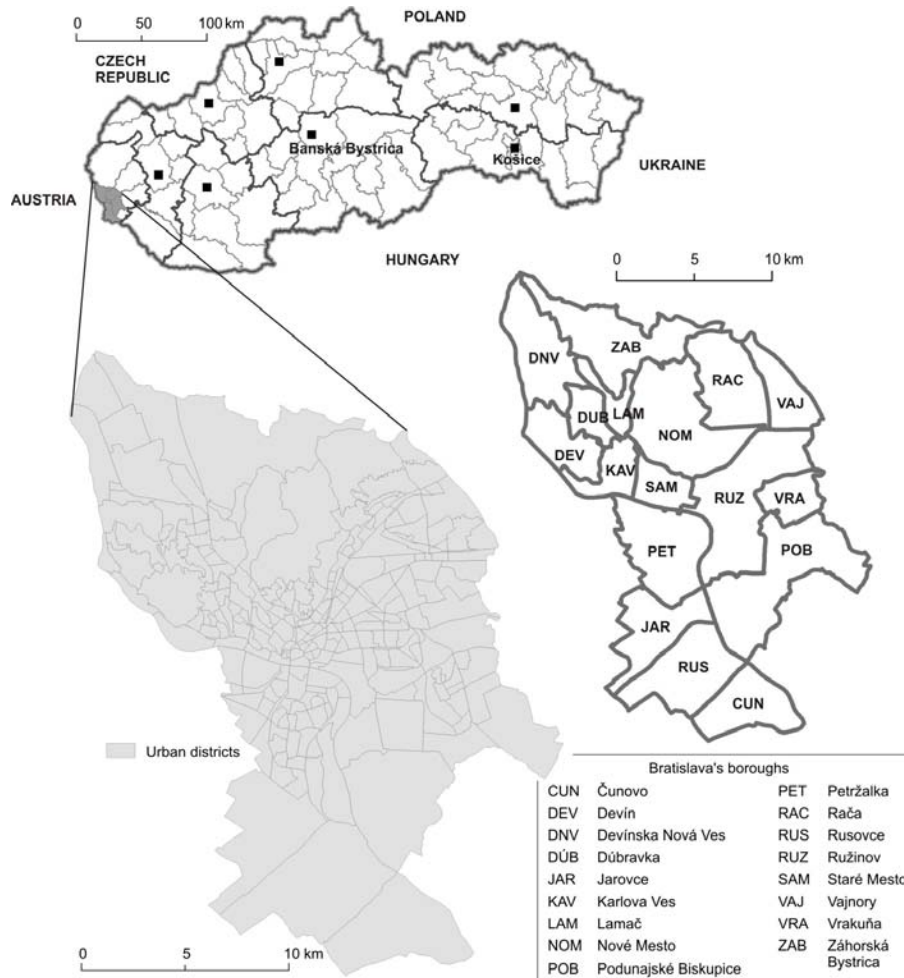 0 50 100 km
POLAND
CZECH
REPUBLIC
Banská Bystrica
Košice
UKRAINE
AUSTRIA
HUNGARY
0 5 10 km
ZAB
DNV
RAC
VAJ
DUB
LAM
NOM
DEV
KAV
SAM
RUZ
VRA
PET
POB
JAR
RUS
CUN
Urban districts
0 5 10 km
Bratislava's boroughs
CUN Čunovo
DEV Devín
DNV Devínska Nová Ves
DÚB Dúbravka
JAR Jarovce
KAV Karlova Ves
LAM Lamač
NOM Nové Mesto
POB Podunajské Biskupice
PET Petržalka
RAC Rača
RUS Rusovce
RUZ Ružinov
SAM Staré Mesto
VAJ Vajnory
VRA Vrakuňa
ZAB Záhorská
Bystrica